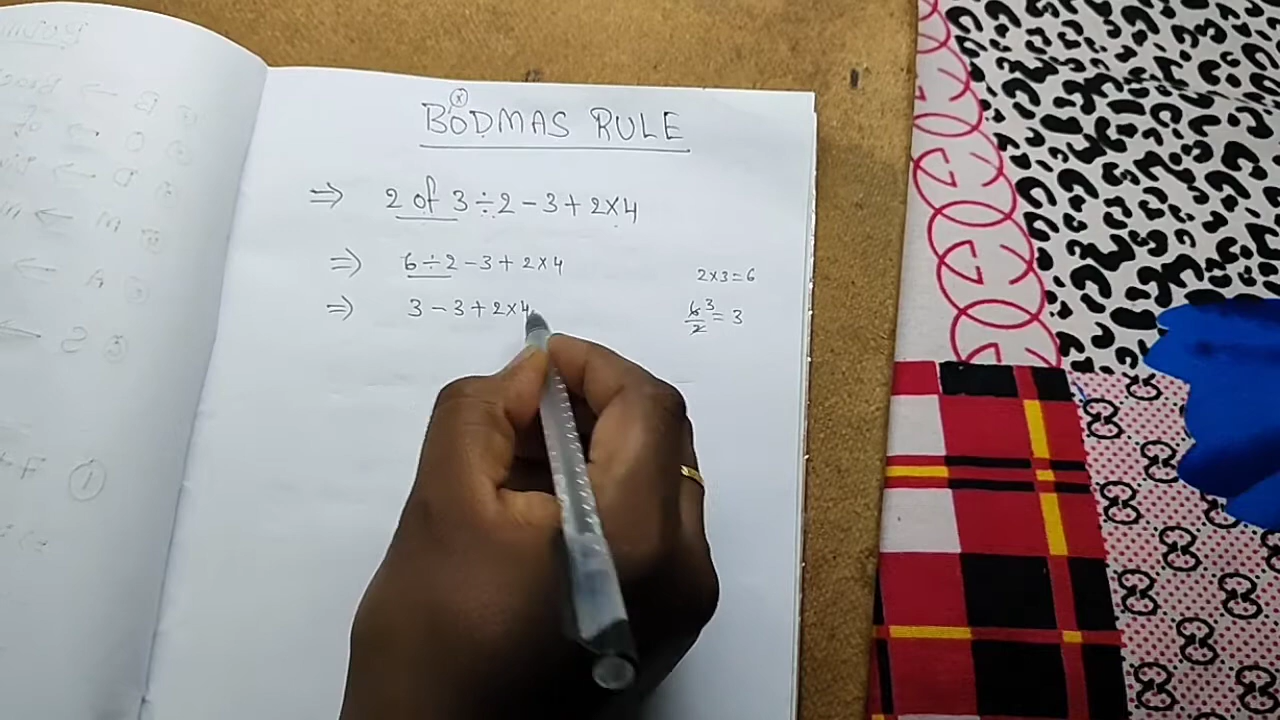 BODMAS RULE
⇒ 2 of 3 ÷ 2 - 3 + 2 × 4
⇒ 6 ÷ 2 - 3 + 2 × 4
2 × 3 = 6
⇒ 3 - 3 + 2 × 4
6/2 3 = 3